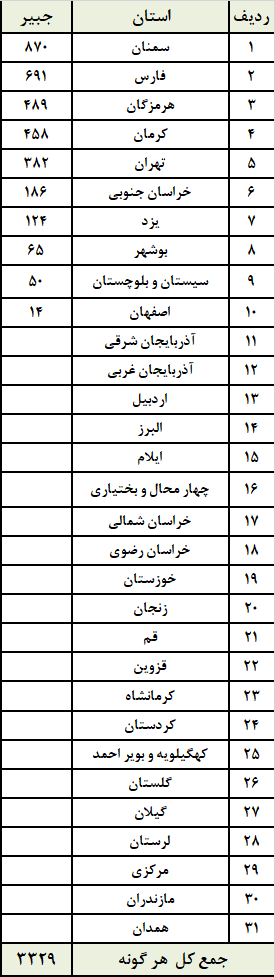 ردیف استان جبیر
۱ سمنان ۸۷۰
۲ فارس ۶۹۱
۳ هرمزگان ۴۸۹
۴ کرمان ۴۵۸
۵ تهران ۳۸۲
۶ خراسان جنوبی ۱۸۶
۷ یزد ۱۲۴
۸ بوشهر ۶۵
۹ سیستان و بلوچستان ۵۰
۱۰ اصفهان ۱۴
۱۱ آذربایجان شرقی
۱۲ آذربایجان غربی
۱۳ اردبیل
۱۴ البرز
۱۵ ایلام
۱۶ چهار محال و بختیاری
۱۷ خراسان شمالی
۱۸ خراسان رضوی
۱۹ خوزستان
۲۰ زنجان
۲۱ قم
۲۲ قزوین
۲۳ کرمانشاه
۲۴ کردستان
۲۵ کهگیلویه و بویر احمد
۲۶ گلستان
۲۷ گیلان
۲۸ لرستان
۲۹ مرکزی
۳۰ مازندران
۳۱ همدان
جمع کل هر گونه ۳۳۲۹